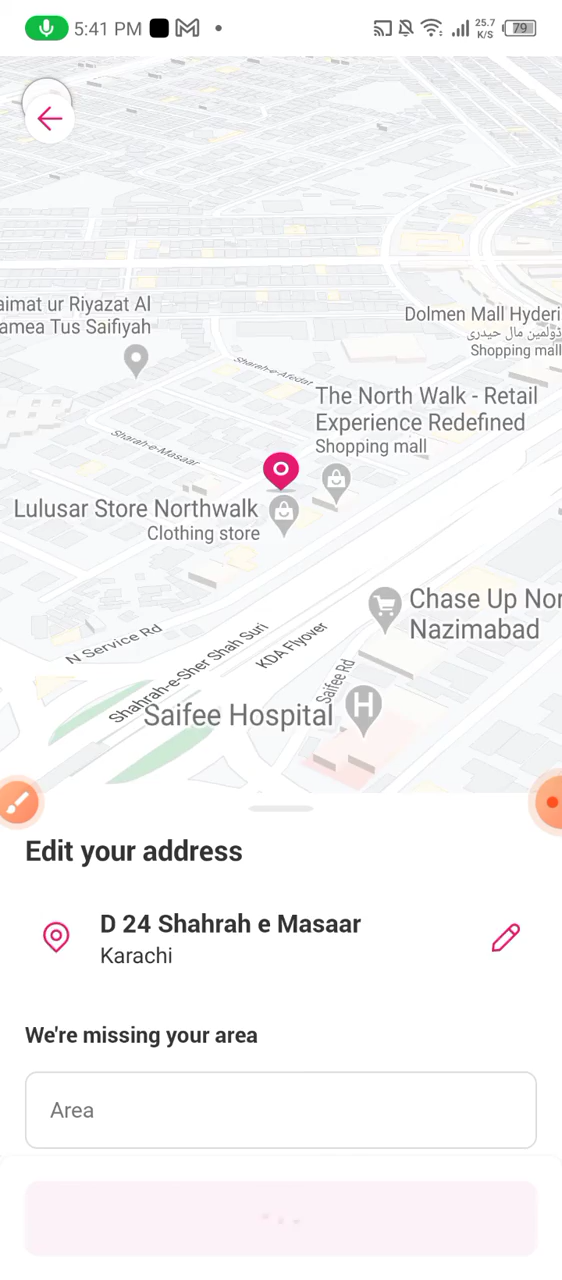 5:41 PM
25.7
K/S
79
aimat ur Riyazat Al
amea Tus Saifiyah
Dolmen Mall Hyderi
ڈولمین مال حیدری
Shopping mall
Sharah-e-Afedat
The North Walk - Retail
Experience Redefined
Shopping mall
Sharah-e-Masaar
Lulusar Store Northwalk
Clothing store
Chase Up Nor
Nazimabad
N Service Rd
Shahrah-e-Sher Shah Suri
KDA Flyover
Saifee Rd
Saifee Hospital
H
Edit your address
D 24 Shahrah e Masaar
Karachi
We're missing your area
Area